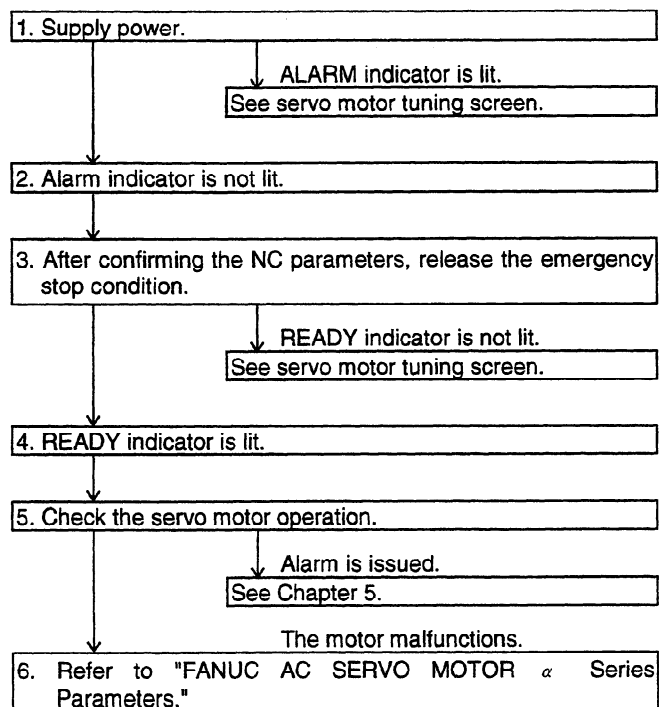 1. Supply power.
ALARM indicator is lit.
See servo motor tuning screen.
2. Alarm indicator is not lit.
3. After confirming the NC parameters, release the emergency
stop condition.
READY indicator is not lit.
See servo motor tuning screen.
4. READY indicator is lit.
5. Check the servo motor operation.
Alarm is issued.
See Chapter 5.
The motor malfunctions.
6. Refer to "FANUC AC SERVO MOTOR α Series
Parameters,"